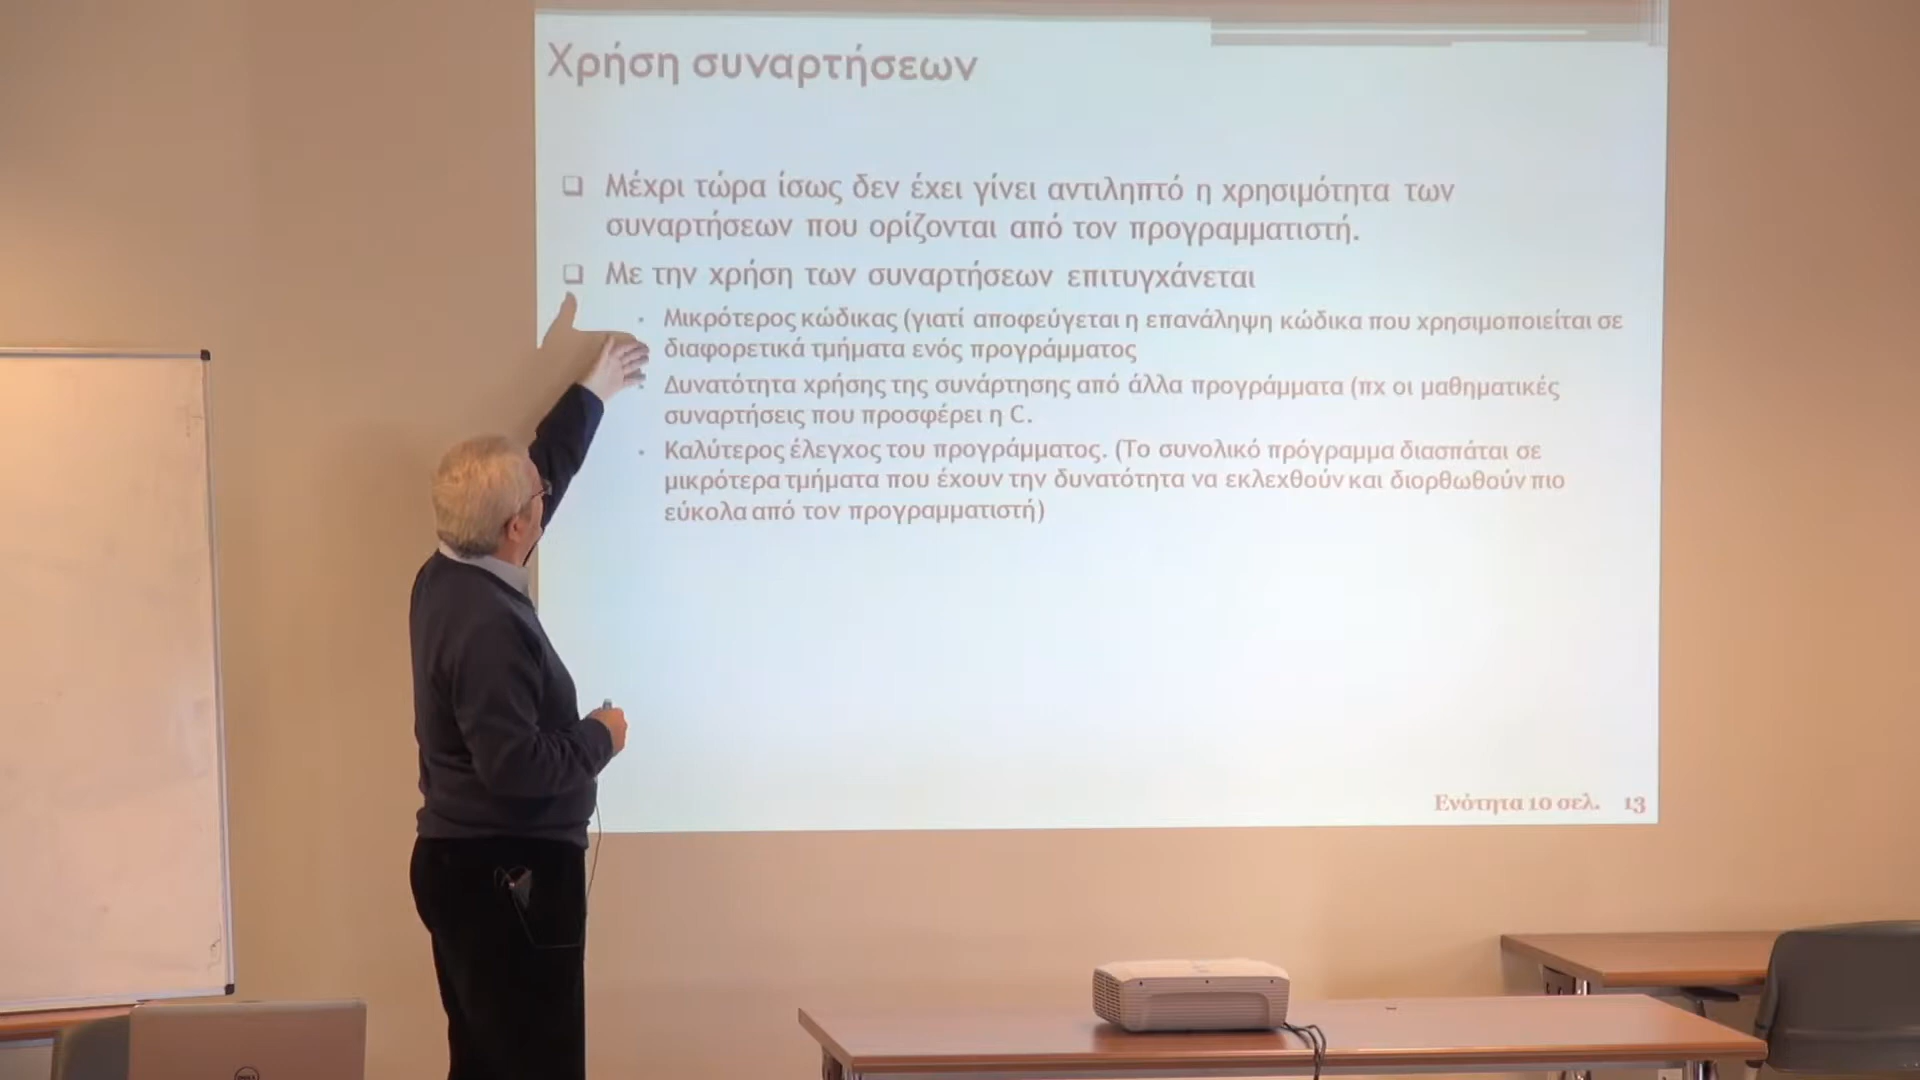 Χρήση συναρτήσεων
❑ Μέχρι τώρα ίσως δεν έχει γίνει αντιληπτό η χρησιμότητα των
συναρτήσεων που ορίζονται από τον προγραμματιστή.
❑ Με την χρήση των συναρτήσεων επιτυγχάνεται
· Μικρότερος κώδικας (γιατί αποφεύγεται η επανάληψη κώδικα που χρησιμοποιείται σε
διαφορετικά τμήματα ενός προγράμματος
· Δυνατότητα χρήσης της συνάρτησης από άλλα προγράμματα (πχ οι μαθηματικές
συναρτήσεις που προσφέρει η C.
· Καλύτερος έλεγχος του προγράμματος. (Το συνολικό πρόγραμμα διασπάται σε
μικρότερα τμήματα που έχουν την δυνατότητα να εκλεχθούν και διορθωθούν πιο
εύκολα από τον προγραμματιστή)
Ενότητα 10 σελ. 13
DELL